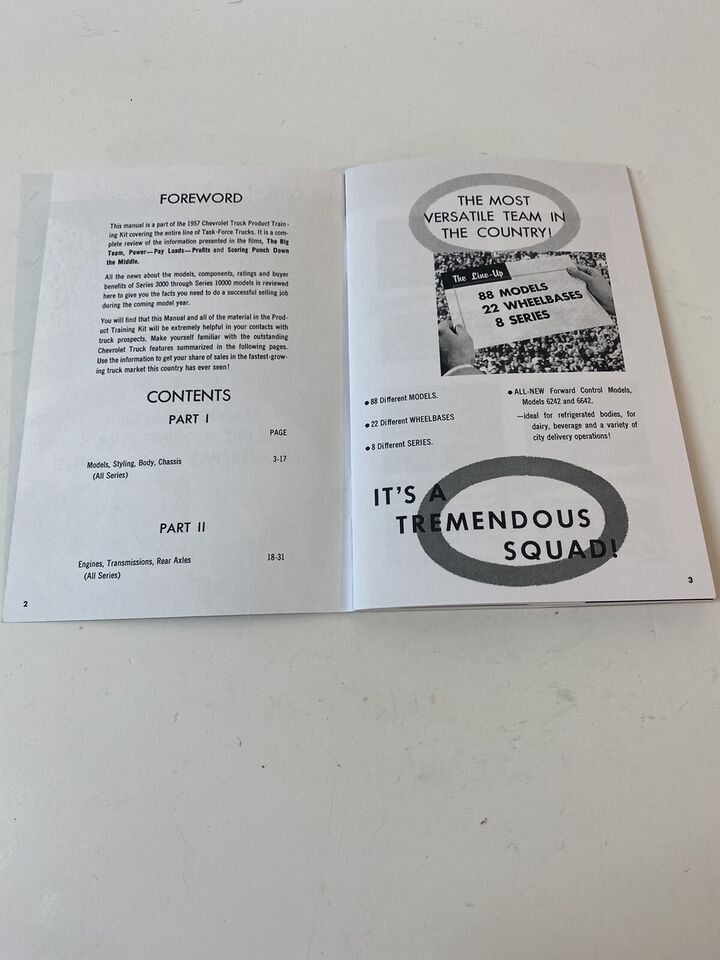 FOREWORD
This manual is a part of the 1957 Chevrolet Truck Product Train-
ing Kit covering the entire line of Task-Force Trucks. It is a com-
plete review of the information presented in the films, The Big
Team, Power—Pay Loads—Profits and Scoring Punch Down
the Middle.
All the news about the models, components, ratings and buyer
benefits of Series 3000 through Series 10000 models is reviewed
here to give you the facts you need to do a successful selling job
during the coming model year.
You will find that this Manual and all of the material in the Prod-
uct Training Kit will be extremely helpful in your contacts with
truck prospects. Make yourself familiar with the outstanding
Chevrolet Truck features summarized in the following pages.
Use the information to get your share of sales in the fastest-grow-
ing truck market this country has ever seen!
CONTENTS
PART I
PAGE
Models, Styling, Body, Chassis 3-17
(All Series)
PART II
Engines, Transmissions, Rear Axles 18-31
(All Series)
2
THE MOST
VERSATILE TEAM IN
THE COUNTRY!
The Line-Up
88 MODELS
22 WHEELBASES
8 SERIES
• 88 Different MODELS.
• 22 Different WHEELBASES
• 8 Different SERIES.
• ALL-NEW Forward Control Models,
Models 6242 and 6642.
—ideal for refrigerated bodies, for
dairy, beverage and a variety of
city delivery operations!
IT'S A
TREMENDOUS
SQUAD!
3